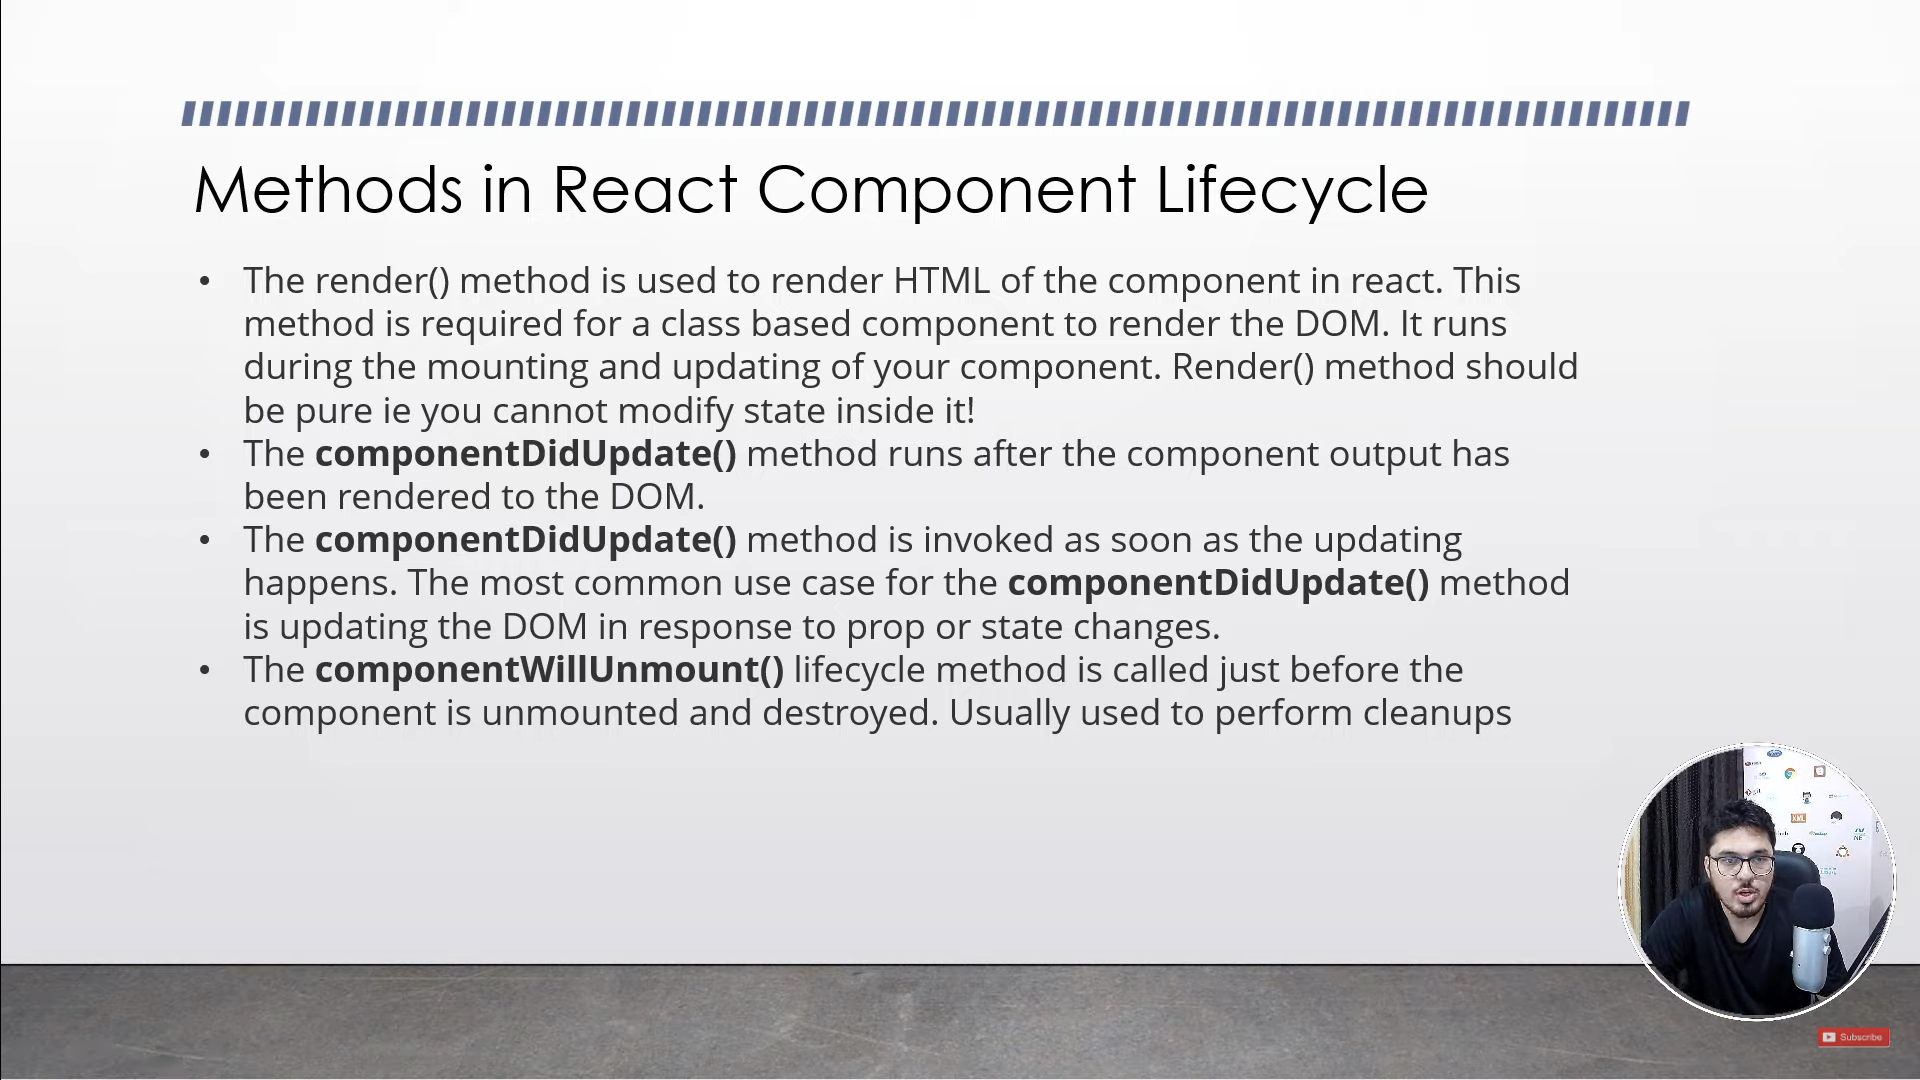 Methods in React Component Lifecycle
• The render() method is used to render HTML of the component in react. This
method is required for a class based component to render the DOM. It runs
during the mounting and updating of your component. Render() method should
be pure ie you cannot modify state inside it!
• The componentDidUpdate() method runs after the component output has
been rendered to the DOM.
• The componentDidUpdate() method is invoked as soon as the updating
happens. The most common use case for the componentDidUpdate() method
is updating the DOM in response to prop or state changes.
• The componentWillUnmount() lifecycle method is called just before the
component is unmounted and destroyed. Usually used to perform cleanups
XML
Subscribe